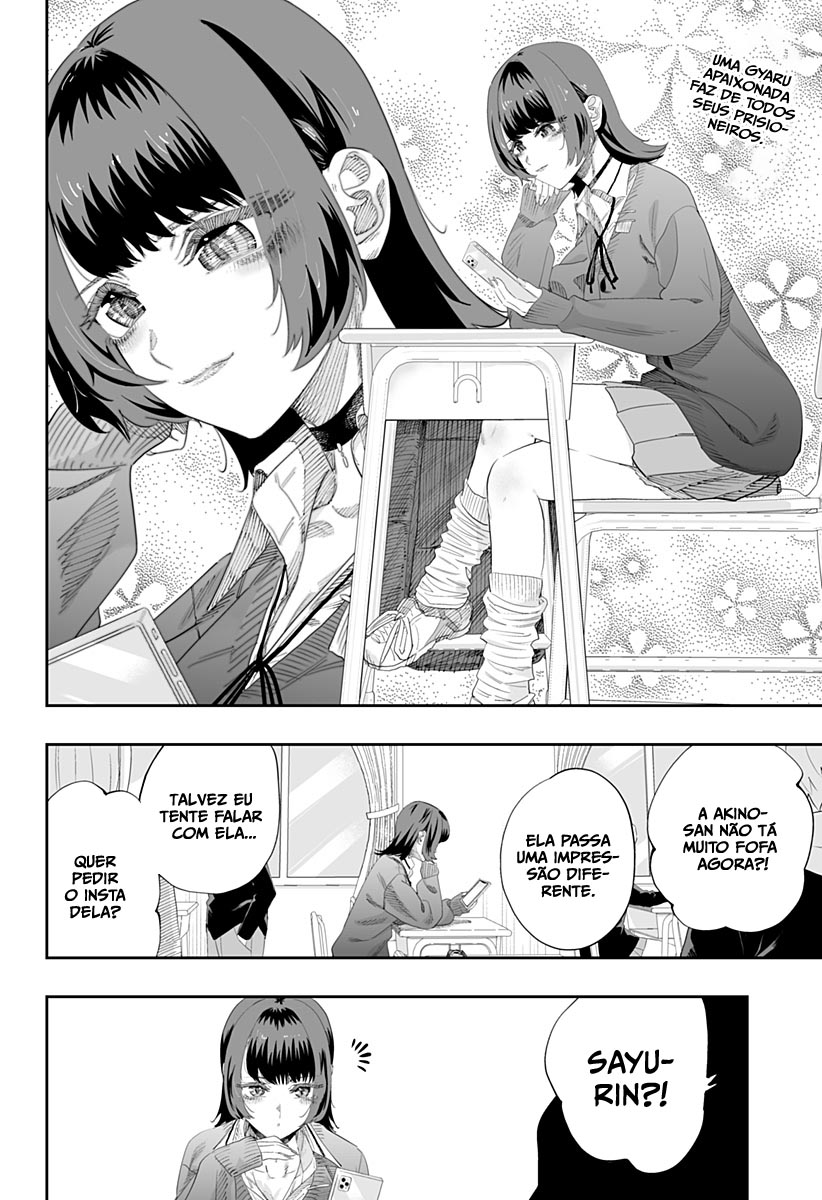 UMA GYARU
APAIXONADA
FAZ DE TODOS
SEUS PRISIO-
NEIROS.
A AKINO-
SAN NÃO TÁ
MUITO FOFA
AGORA?!
ELA PASSA
UMA IMPRES-
SÃO DIFE-
RENTE.
TALVEZ EU
TENTE FALAR
COM ELA...
QUER
PEDIR
O INSTA
DELA?
SAYU-
RIN?!